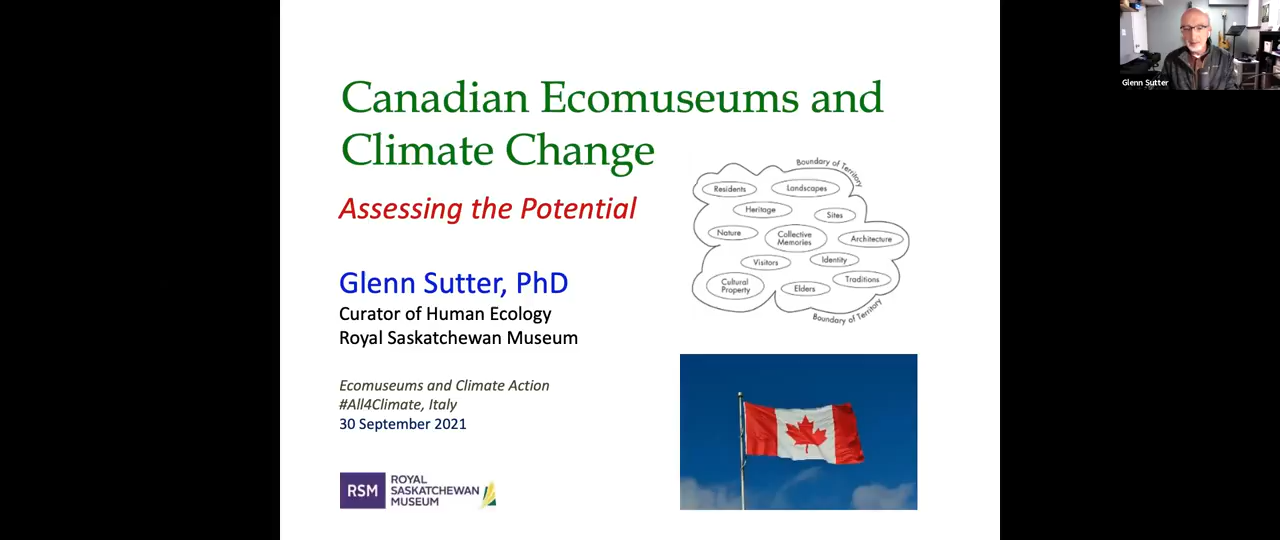 Canadian Ecomuseums and
Climate Change
Assessing the Potential
Glenn Sutter, PhD
Curator of Human Ecology
Royal Saskatchewan Museum
Ecomuseums and Climate Action
#All4Climate, Italy
30 September 2021
RSM
ROYAL
SASKATCHEWAN
MUSEUM
Boundary of Territory
Residents
Landscapes
Heritage
Sites
Nature
Collective
Memories
Architecture
Visitors
Identity
Cultural
Property
Elders
Traditions
Boundary of Territory
Glenn Sutter